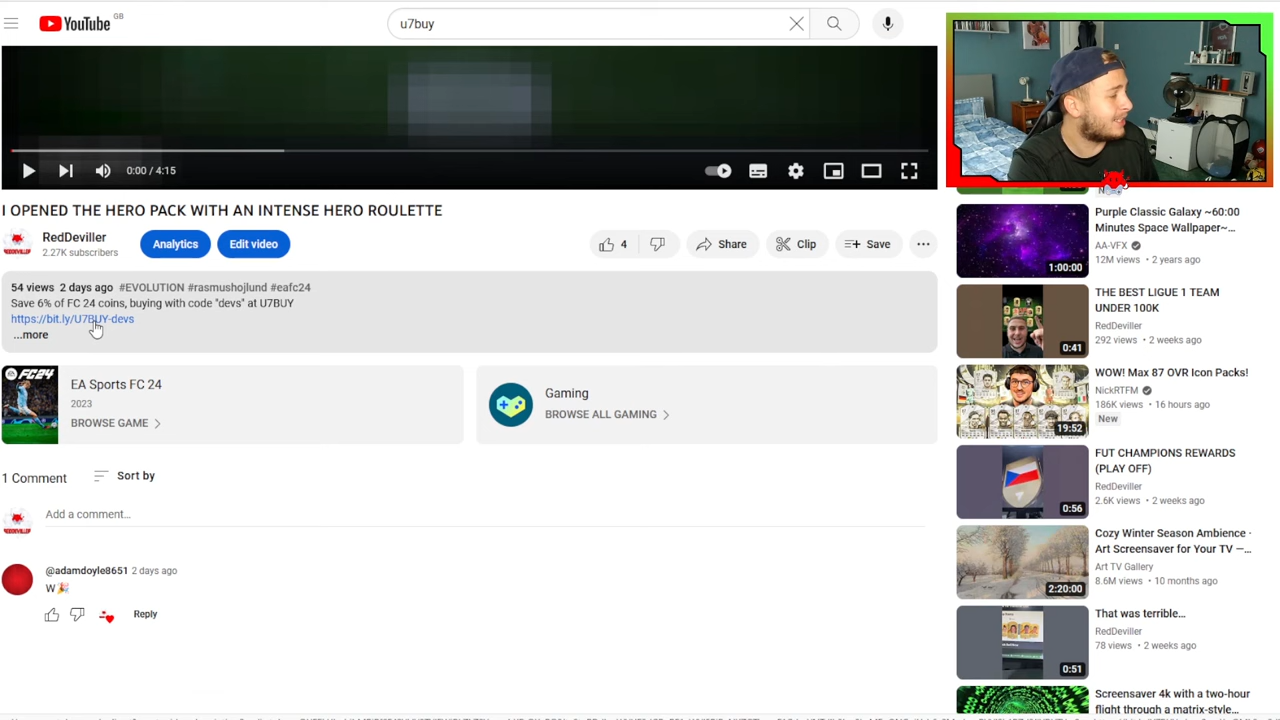 YouTube GB
u7buy
0:00 / 4:15
I OPENED THE HERO PACK WITH AN INTENSE HERO ROULETTE
RedDeviller
2.27K subscribers
Analytics
Edit video
4
Share
Clip
Save
54 views 2 days ago #EVOLUTION #rasmushojlund #eafc24
Save 6% of FC 24 coins, buying with code "devs" at U7BUY
https://bit.ly/U7BUY-devs
...more
FC24
EA Sports FC 24
2023
BROWSE GAME
Gaming
BROWSE ALL GAMING
1 Comment
Sort by
Add a comment...
@adamdoyle8651 2 days ago
W🎉
Reply
Purple Classic Galaxy ~60:00
Minutes Space Wallpaper~...
AA-VFX
12M views • 2 years ago
1:00:00
THE BEST LIGUE 1 TEAM
UNDER 100K
RedDeviller
292 views • 2 weeks ago
0:41
WOW! Max 87 OVR Icon Packs!
NickRTFM
186K views • 16 hours ago
New
19:52
FUT CHAMPIONS REWARDS
(PLAY OFF)
RedDeviller
2.6K views • 2 weeks ago
0:56
Cozy Winter Season Ambience ·
Art Screensaver for Your TV —...
Art TV Gallery
8.6M views • 10 months ago
2:20:00
That was terrible...
RedDeviller
78 views • 2 weeks ago
0:51
Screensaver 4k with a two-hour
flight through a matrix-style...